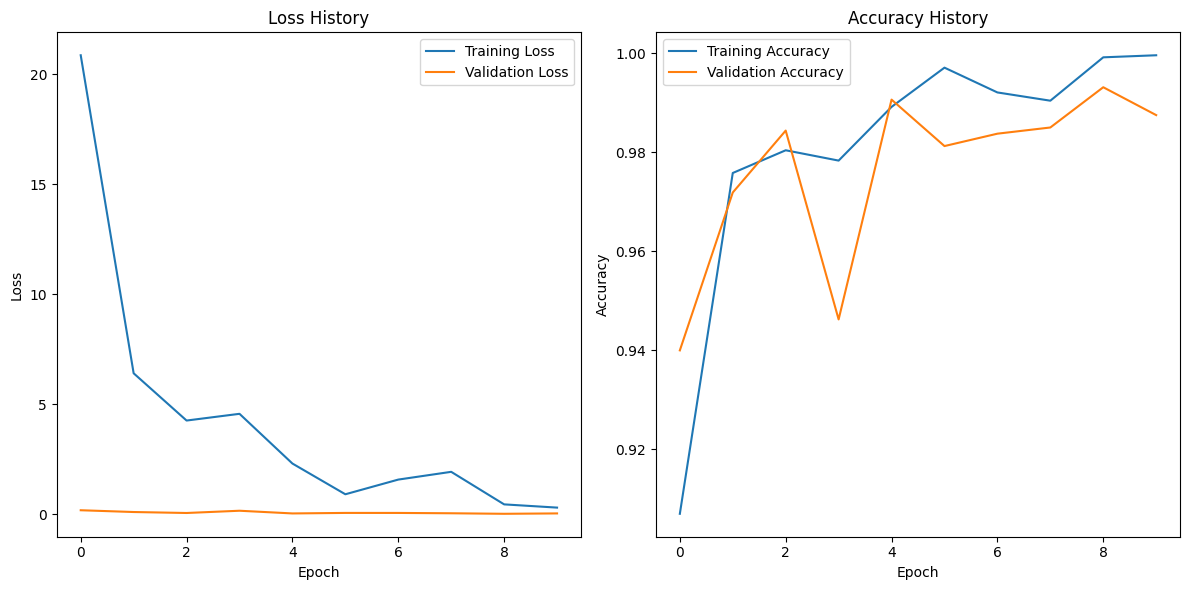 Loss History
Training Loss
Validation Loss
20
15
10
5
0
Loss
0
2
4
6
8
Epoch
Accuracy History
Training Accuracy
Validation Accuracy
1.00
0.98
0.96
0.94
0.92
Accuracy
0
2
4
6
8
Epoch